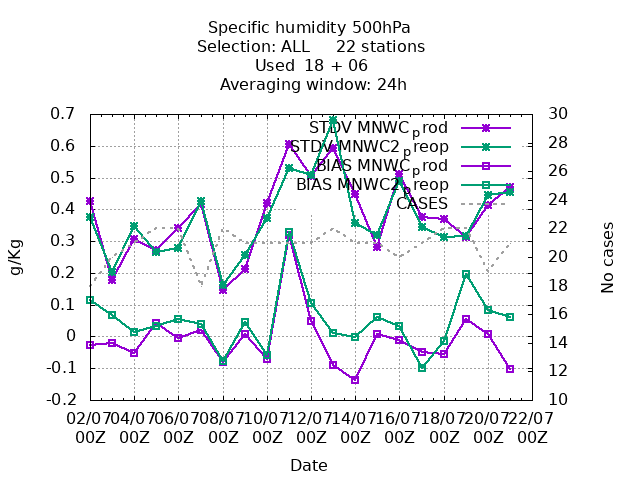 Specific humidity 500hPa
Selection: ALL 22 stations
Used 18 + 06
Averaging window: 24h
0.7
0.6
0.5
0.4
0.3
0.2
0.1
0
-0.1
-0.2
g/Kg
30
28
26
24
22
20
18
16
14
12
10
No cases
STDV MNWC_prod
STDV MNWC2_preop
BIAS MNWC_prod
BIAS MNWC2_preop
CASES
02/07 04/07 06/07 08/07 10/07 12/07 14/07 16/07 18/07 20/07 22/07
00Z 00Z 00Z 00Z 00Z 00Z 00Z 00Z 00Z 00Z 00Z
Date